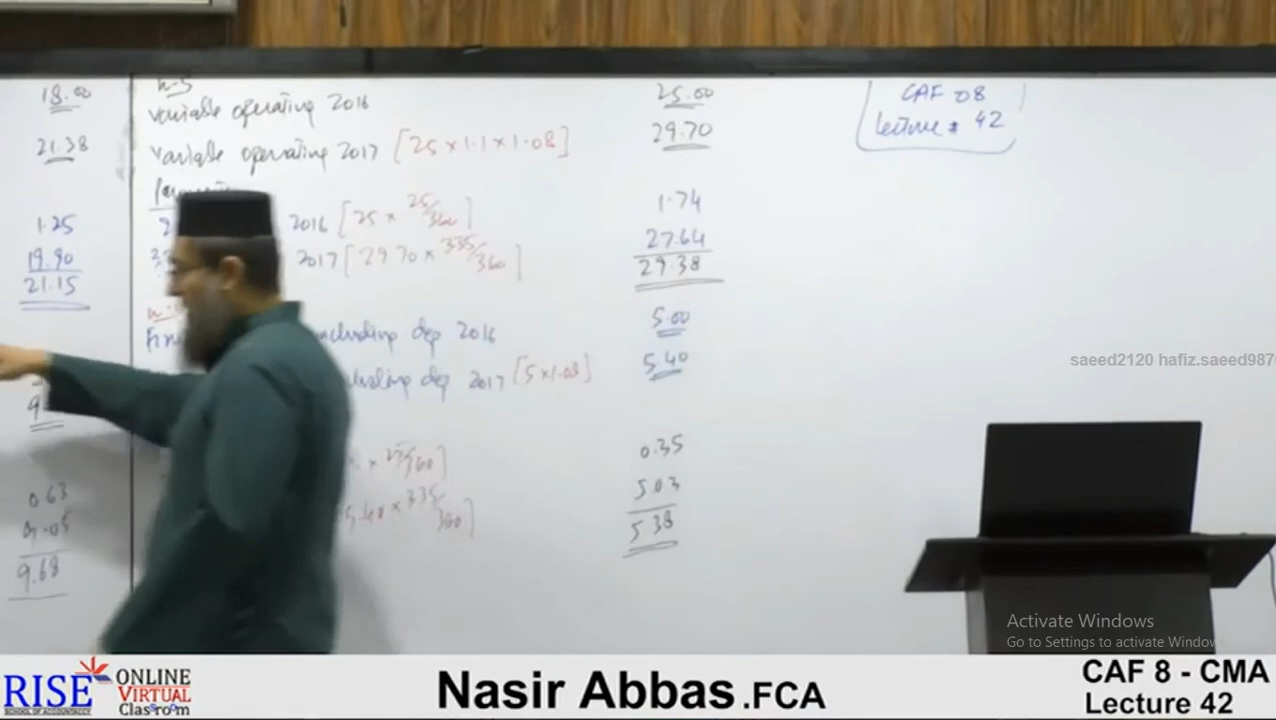 18.00
21.38
1.25
19.90
21.15
9
0.63
9.05
9.68
W-5
Variable operating 2016 25.00
Variable operating 2017 [25 × 1.1 × 1.08] 29.70
2016 [25 × 25/360] 1.74
2017 [29.70 × 335/360] 27.64
29.38
including dep 2016 5.00
dep 2017 [5 × 1.08] 5.40
× 25/360] 0.35
5.40 × 335/360] 5.03
5.38
CAF 08
Lecture # 42
saeed2120 hafiz.saeed987
Activate Windows
Go to Settings to activate Windows
RISE
SCHOOL OF ACCOUNTANCY
ONLINE
VIRTUAL
Classroom
Nasir Abbas .FCA
CAF 8 - CMA
Lecture 42